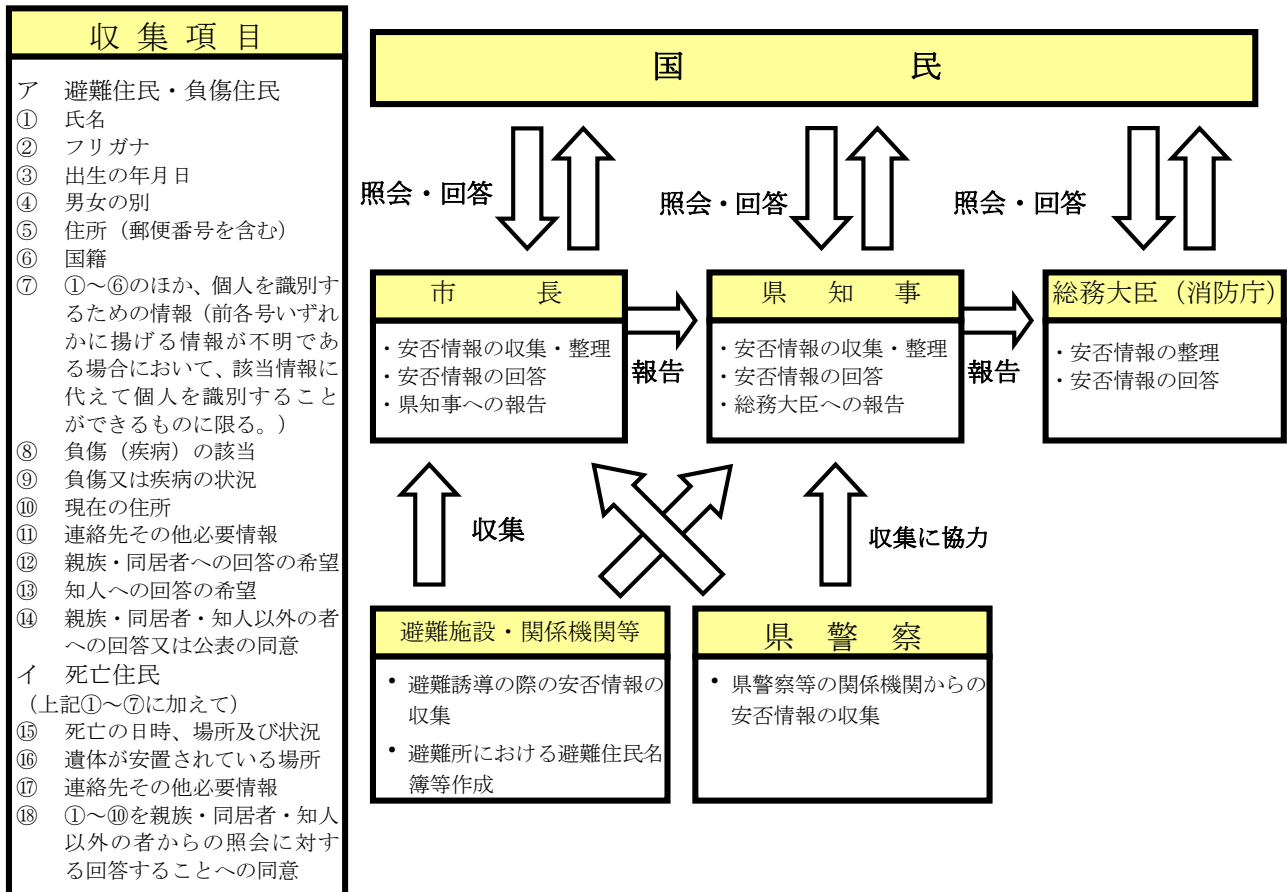 収集項目
ア 避難住民・負傷住民
① 氏名
② フリガナ
③ 出生の年月日
④ 男女の別
⑤ 住所（郵便番号を含む）
⑥ 国籍
⑦ ①～⑥のほか、個人を識別す
るための情報（前各号いずれ
かに揚げる情報が不明であ
る場合において、該当情報に
代えて個人を識別すること
ができるものに限る。）
⑧ 負傷（疾病）の該当
⑨ 負傷又は疾病の状況
⑩ 現在の住所
⑪ 連絡先その他必要情報
⑫ 親族・同居者への回答の希望
⑬ 知人への回答の希望
⑭ 親族・同居者・知人以外の者
への回答又は公表の同意
イ 死亡住民
（上記①～⑦に加えて）
⑮ 死亡の日時、場所及び状況
⑯ 遺体が安置されている場所
⑰ 連絡先その他必要情報
⑱ ①～⑩を親族・同居者・知人
以外の者からの照会に対す
る回答することへの同意
国 民
照会・回答
照会・回答
照会・回答
市 長
・安否情報の収集・整理
・安否情報の回答
・県知事への報告
報告
県 知 事
・安否情報の収集・整理
・安否情報の回答
・総務大臣への報告
報告
総務大臣（消防庁）
・安否情報の整理
・安否情報の回答
収集
収集に協力
避難施設・関係機関等
• 避難誘導の際の安否情報の
収集
• 避難所における避難住民名
簿等作成
県 警 察
• 県警察等の関係機関からの
安否情報の収集